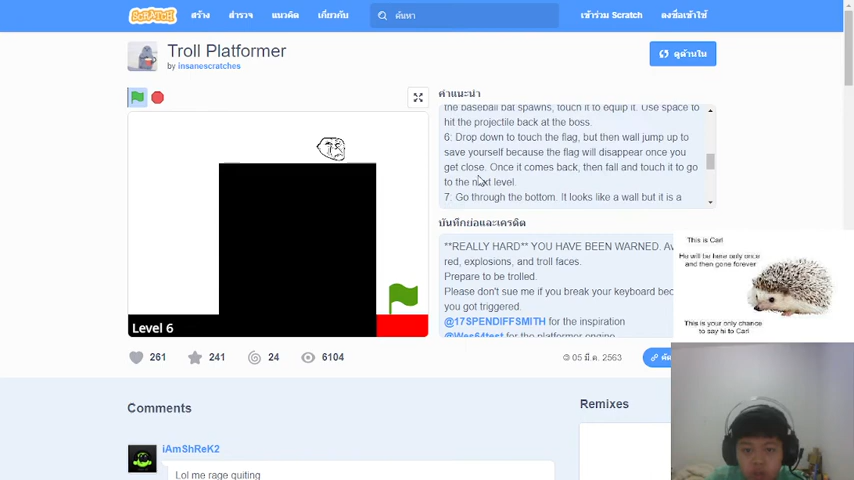 SCRATCH
สร้าง
สำรวจ
แนวคิด
เกี่ยวกับ
ค้นหา
เข้าร่วม Scratch
ลงชื่อเข้าใช้
Troll Platformer
by insanescratches
ดูด้านใน
คำแนะนำ
the baseball bat spawns, touch it to equip it. Use space to
hit the projectile back at the boss.
6: Drop down to touch the flag, but then wall jump up to
save yourself because the flag will disappear once you
get close. Once it comes back, then fall and touch it to go
to the next level.
7: Go through the bottom. It looks like a wall but it is a
บันทึกย่อและเครดิต
**REALLY HARD** YOU HAVE BEEN WARNED. Av
red, explosions, and troll faces.
Prepare to be trolled.
Please don't sue me if you break your keyboard bec
you got triggered.
@17SPENDIFFSMITH for the inspiration
@Wes64test for the platformer engine
Level 6
This is Carl
He will be here only once
and then gone forever
This is your only chance
to say hi to Carl
261
241
24
6104
05 มี.ค. 2563
Comments
Remixes
iAmShReK2
Lol me rage quiting